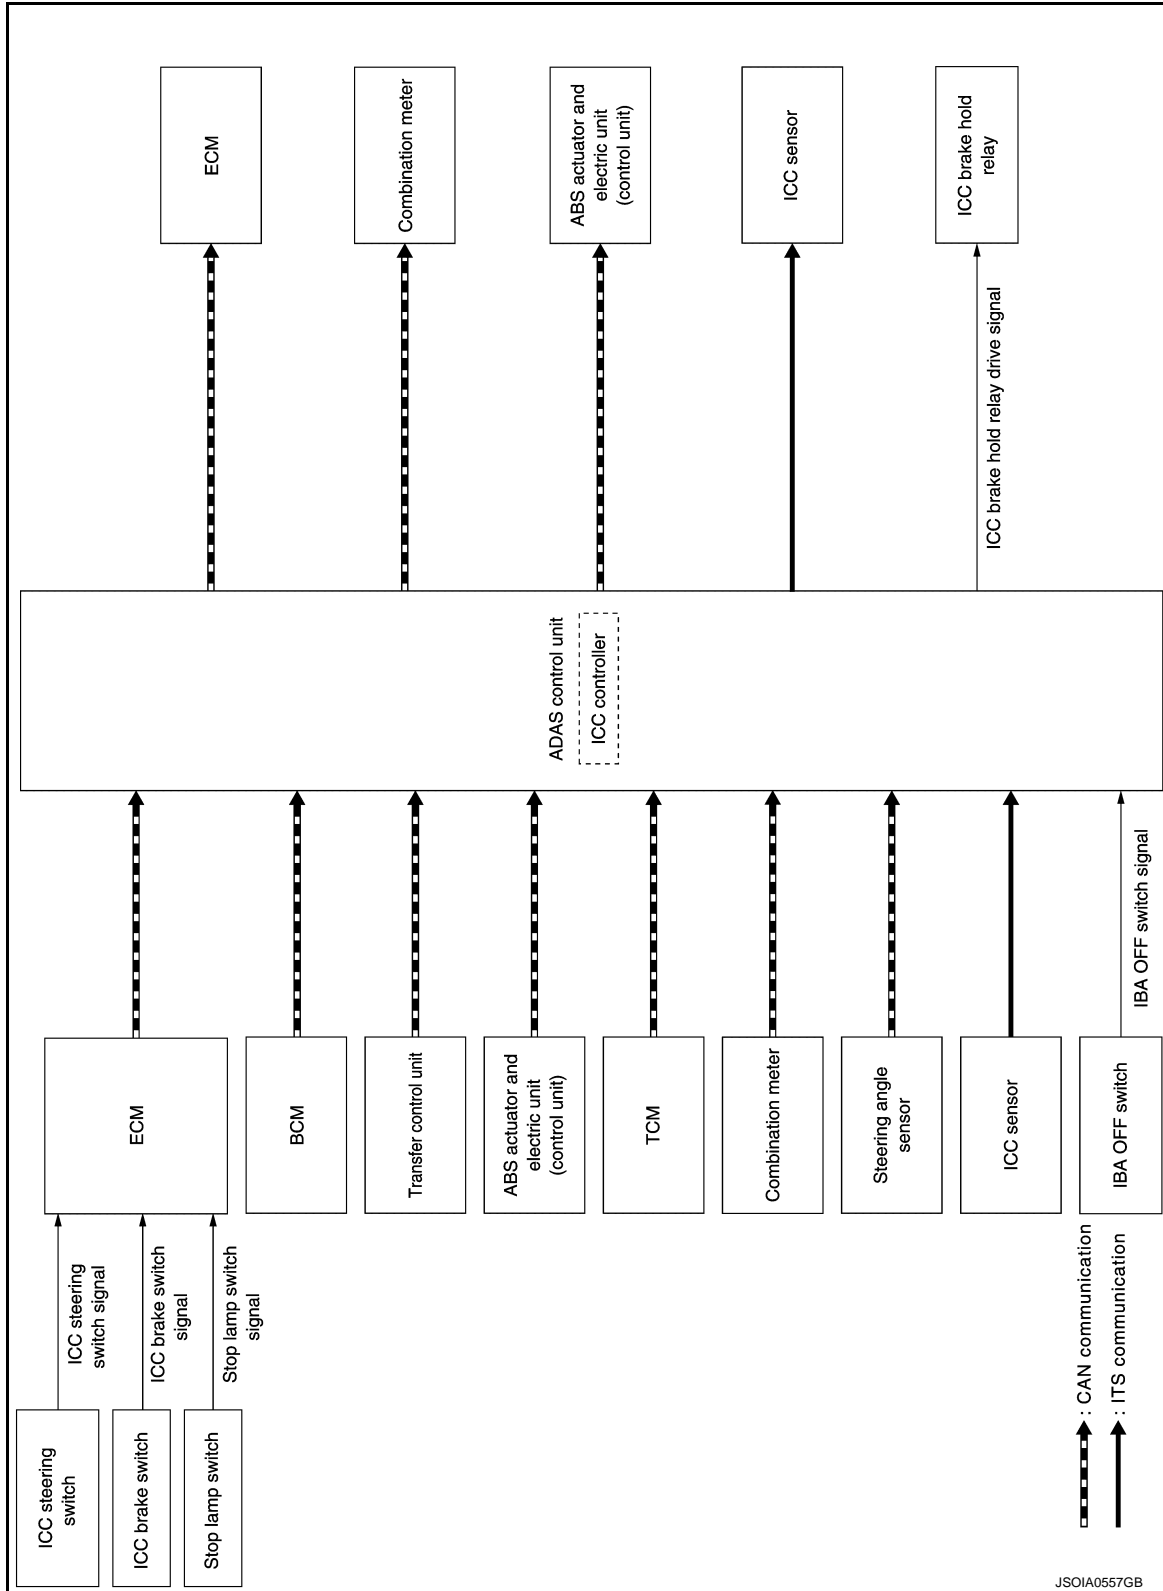 ICC steering
switch
ICC brake switch
Stop lamp switch
ICC steering
switch signal
ICC brake switch
signal
Stop lamp switch
signal
ECM
BCM
Transfer control unit
ABS actuator and
electric unit
(control unit)
TCM
Combination meter
Steering angle
sensor
ICC sensor
IBA OFF switch
IBA OFF switch signal
ADAS control unit
ICC controller
ECM
Combination meter
ABS actuator and
electric unit
(control unit)
ICC sensor
ICC brake hold relay drive signal
ICC brake hold
relay
: CAN communication
: ITS communication
JSOIA0557GB